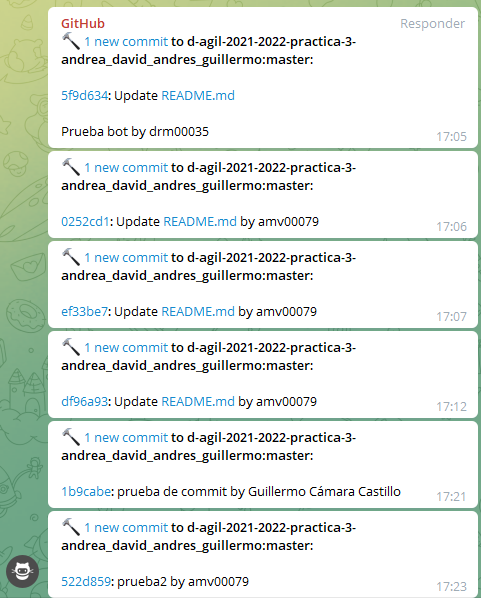 GitHub Responder
1 new commit to d-agil-2021-2022-practica-3-
andrea_david_andres_guillermo:master:
5f9d634: Update README.md
Prueba bot by drm00035
17:05
1 new commit to d-agil-2021-2022-practica-3-
andrea_david_andres_guillermo:master:
0252cd1: Update README.md by amv00079
17:06
1 new commit to d-agil-2021-2022-practica-3-
andrea_david_andres_guillermo:master:
ef33be7: Update README.md by amv00079
17:07
1 new commit to d-agil-2021-2022-practica-3-
andrea_david_andres_guillermo:master:
df96a93: Update README.md by amv00079
17:12
1 new commit to d-agil-2021-2022-practica-3-
andrea_david_andres_guillermo:master:
1b9cabe: prueba de commit by Guillermo Cámara Castillo
17:21
1 new commit to d-agil-2021-2022-practica-3-
andrea_david_andres_guillermo:master:
522d859: prueba2 by amv00079
17:23